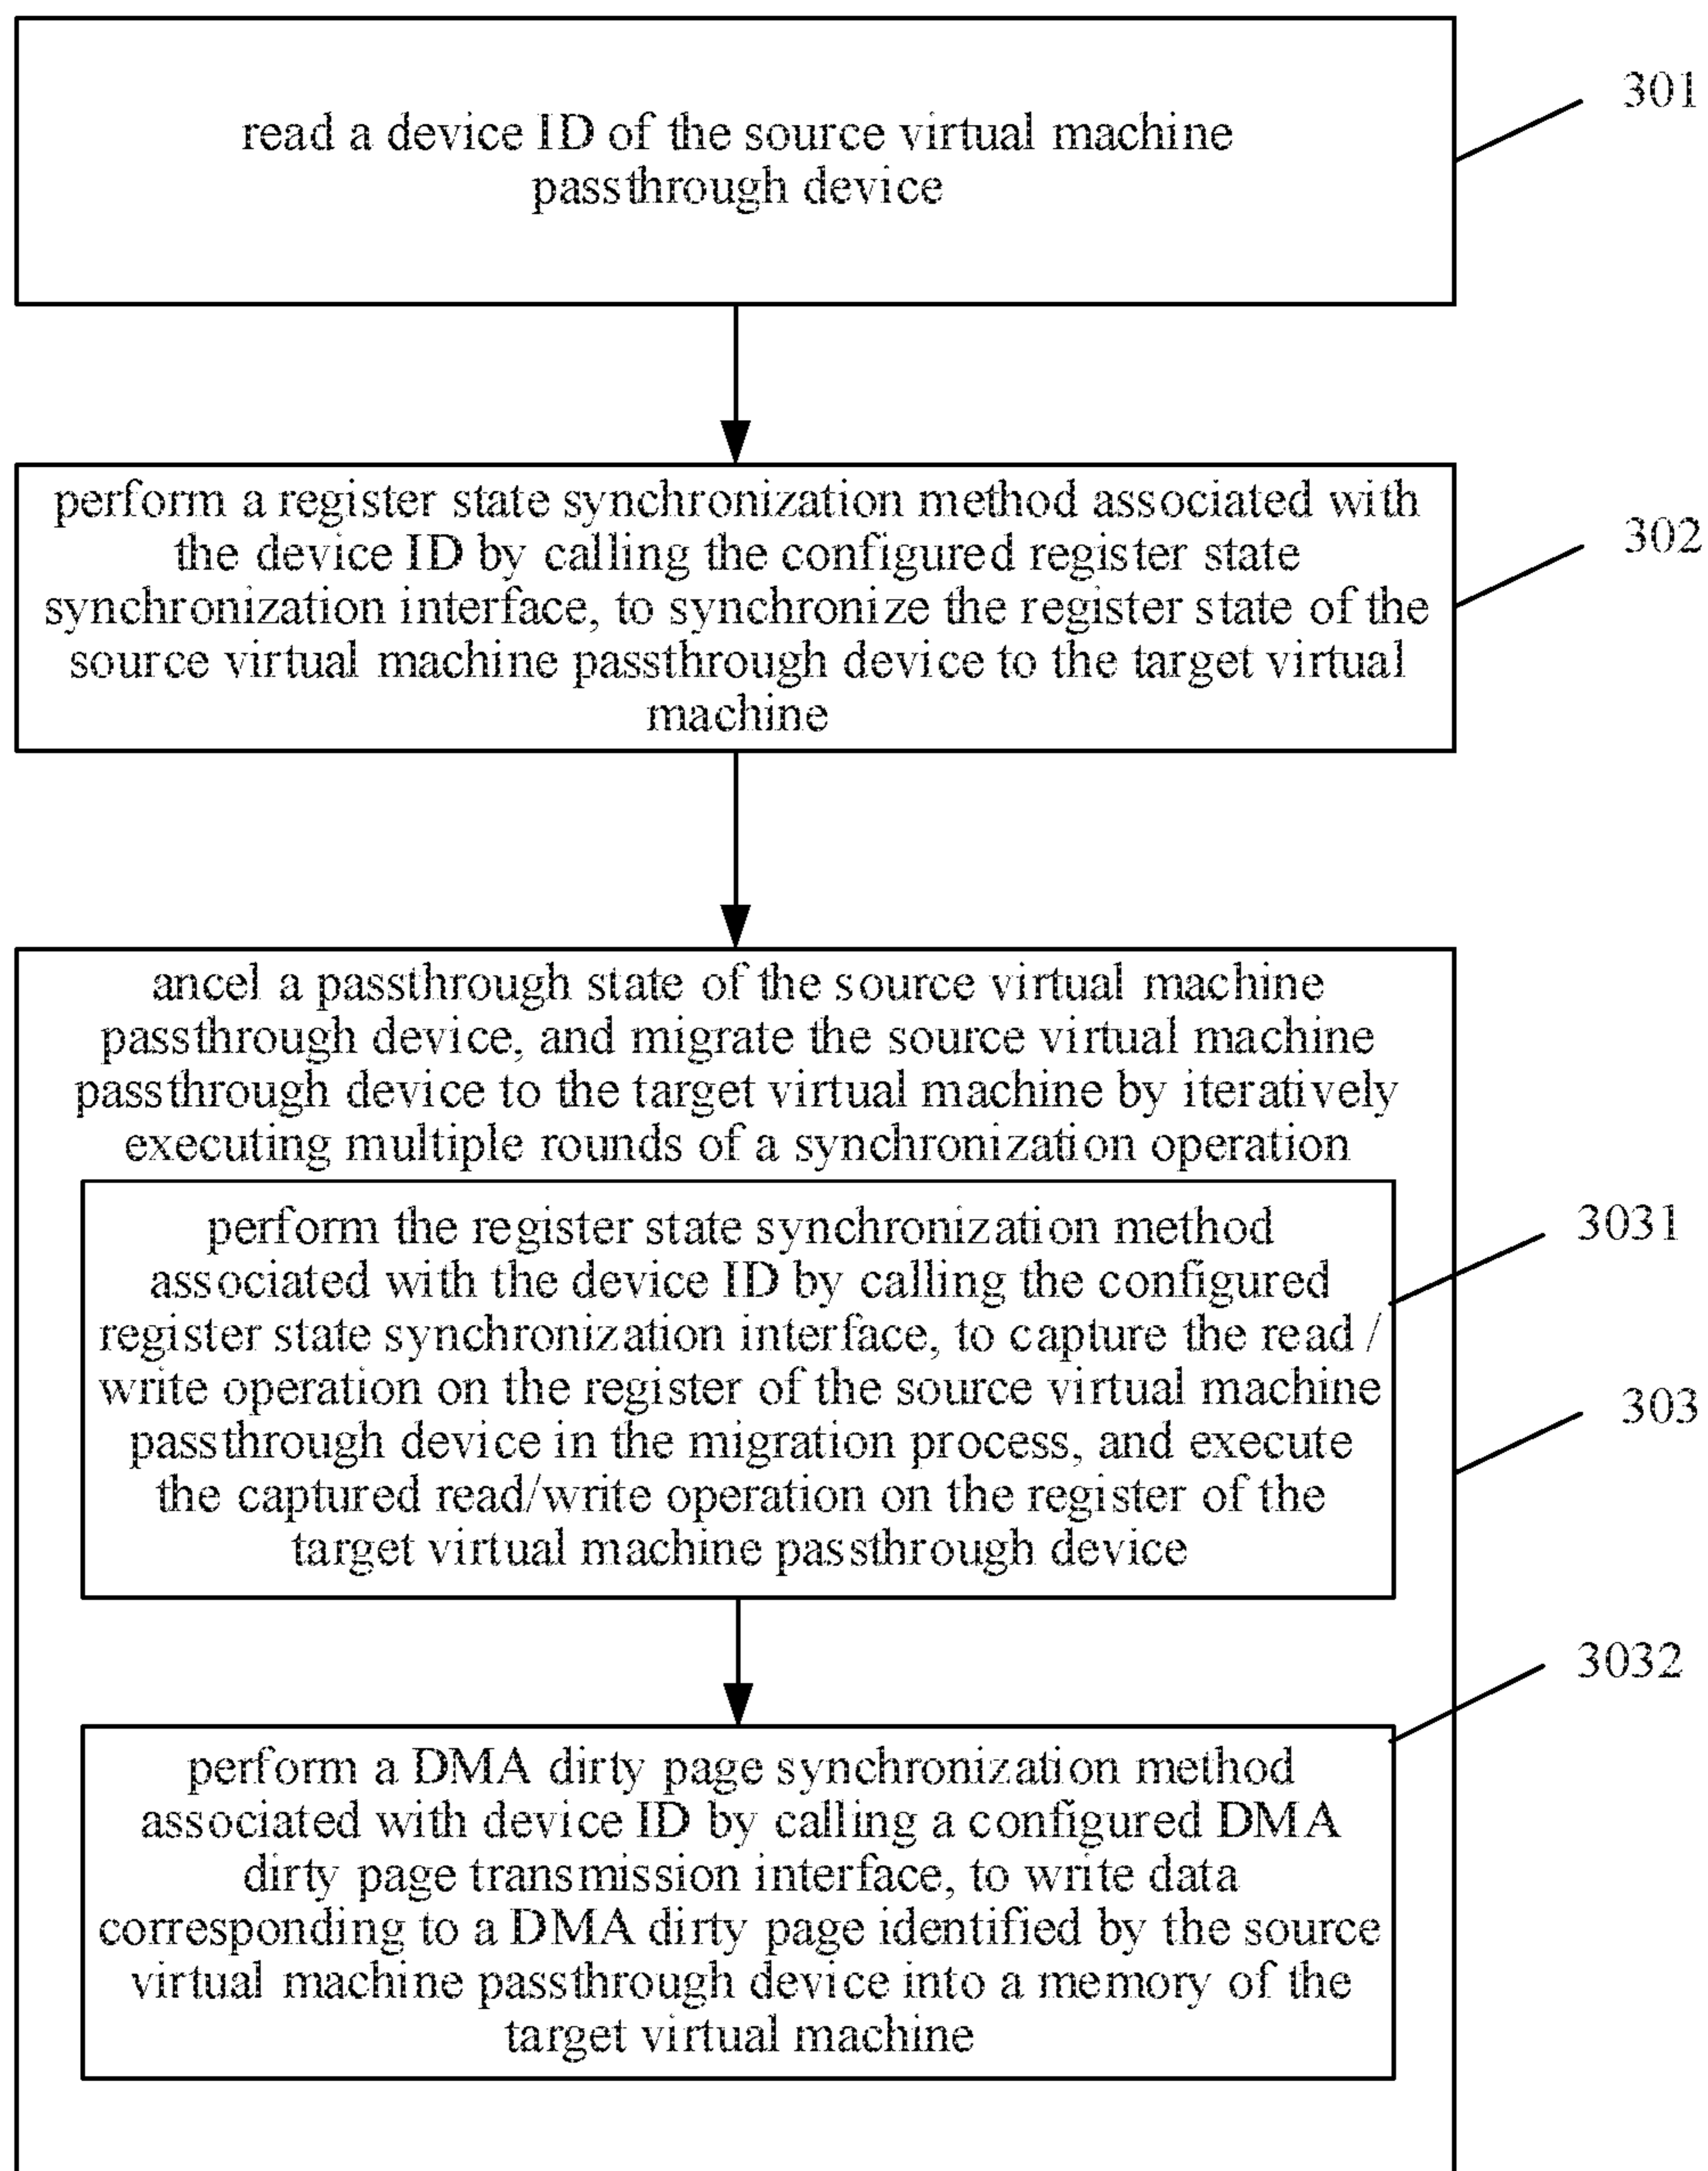 read a device ID of the source virtual machine
passthrough device
301
perform a register state synchronization method associated with
the device ID by calling the configured register state
synchronization interface, to synchronize the register state of the
source virtual machine passthrough device to the target virtual
machine
302
ancel a passthrough state of the source virtual machine
passthrough device, and migrate the source virtual machine
passthrough device to the target virtual machine by iteratively
executing multiple rounds of a synchronization operation
303
perform the register state synchronization method
associated with the device ID by calling the configured
register state synchronization interface, to capture the read /
write operation on the register of the source virtual machine
passthrough device in the migration process, and execute
the captured read/write operation on the register of the
target virtual machine passthrough device
3031
perform a DMA dirty page synchronization method
associated with device ID by calling a configured DMA
dirty page transmission interface, to write data
corresponding to a DMA dirty page identified by the source
virtual machine passthrough device into a memory of the
target virtual machine
3032